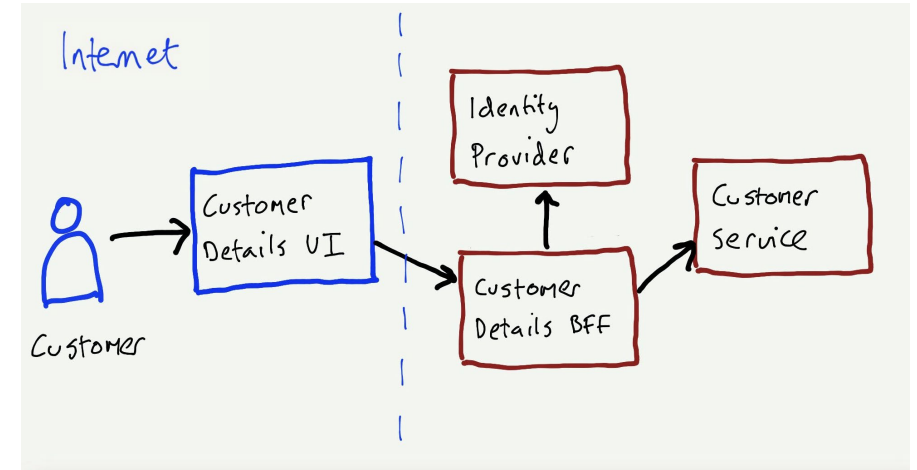 Internet
Identity
Provider
Customer
Details UI
Customer
Service
Customer
Details BFF
Customer